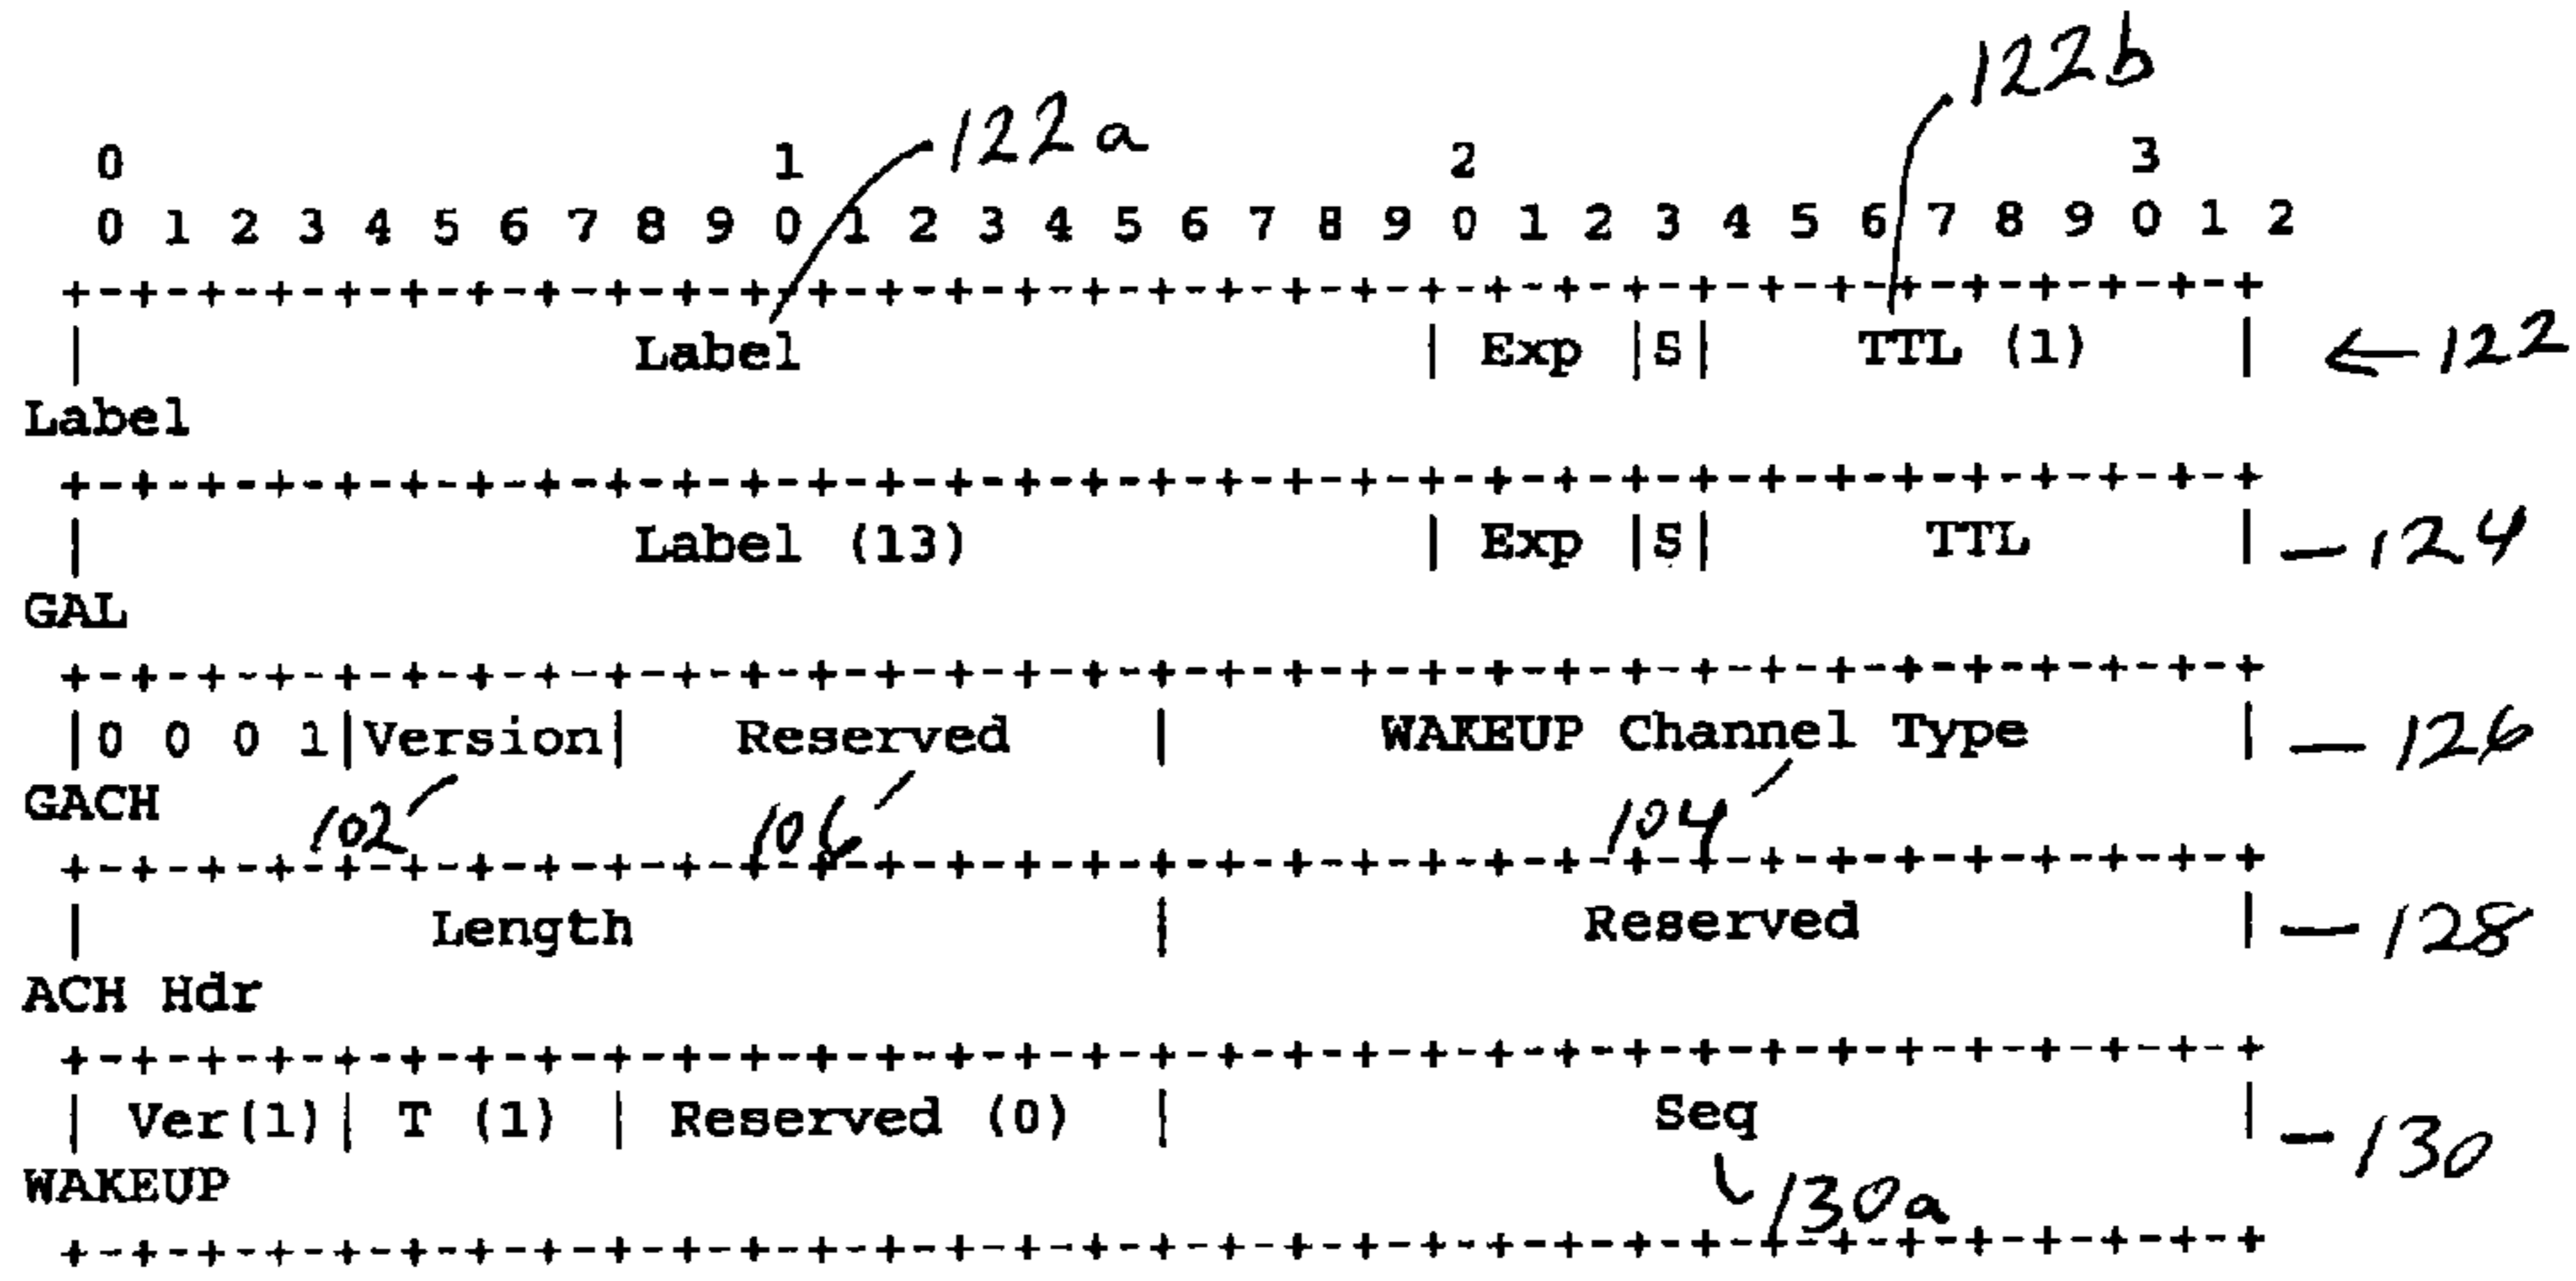 122b
122a
0 1 2 3
0 1 2 3 4 5 6 7 8 9 0 1 2 3 4 5 6 7 8 9 0 1 2 3 4 5 6 7 8 9 0 1 2
+-+-+-+-+-+-+-+-+-+-+-+-+-+-+-+-+-+-+-+-+-+-+-+-+-+-+-+-+-+-+-+-+
| Label | Exp |S| TTL (1) | ← 122
Label
+-+-+-+-+-+-+-+-+-+-+-+-+-+-+-+-+-+-+-+-+-+-+-+-+-+-+-+-+-+-+-+-+
| Label (13) | Exp |S| TTL | — 124
GAL
+-+-+-+-+-+-+-+-+-+-+-+-+-+-+-+-+-+-+-+-+-+-+-+-+-+-+-+-+-+-+-+-+
|0 0 0 1|Version| Reserved | WAKEUP Channel Type | — 126
GACH
102 106 104
+-+-+-+-+-+-+-+-+-+-+-+-+-+-+-+-+-+-+-+-+-+-+-+-+-+-+-+-+-+-+-+-+
| Length | Reserved | — 128
ACH Hdr
+-+-+-+-+-+-+-+-+-+-+-+-+-+-+-+-+-+-+-+-+-+-+-+-+-+-+-+-+-+-+-+-+
| Ver(1)| T (1) | Reserved (0) | Seq | — 130
WAKEUP
130a
+-+-+-+-+-+-+-+-+-+-+-+-+-+-+-+-+-+-+-+-+-+-+-+-+-+-+-+-+-+-+-+-+